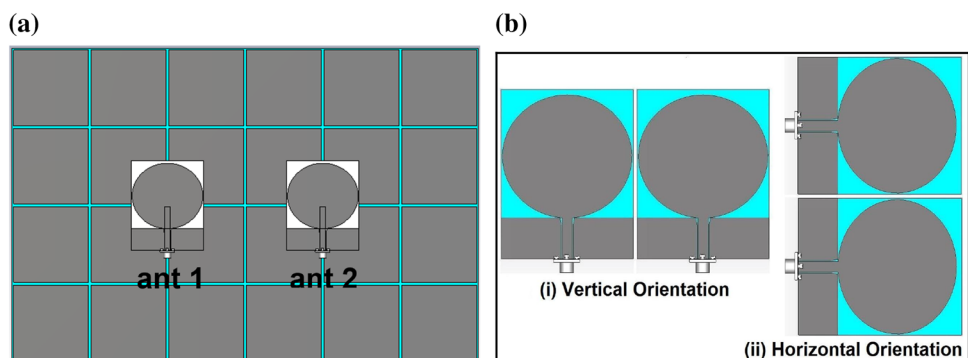 (a)
(b)
ant 1
ant 2
(i) Vertical Orientation
(ii) Horizontal Orientation